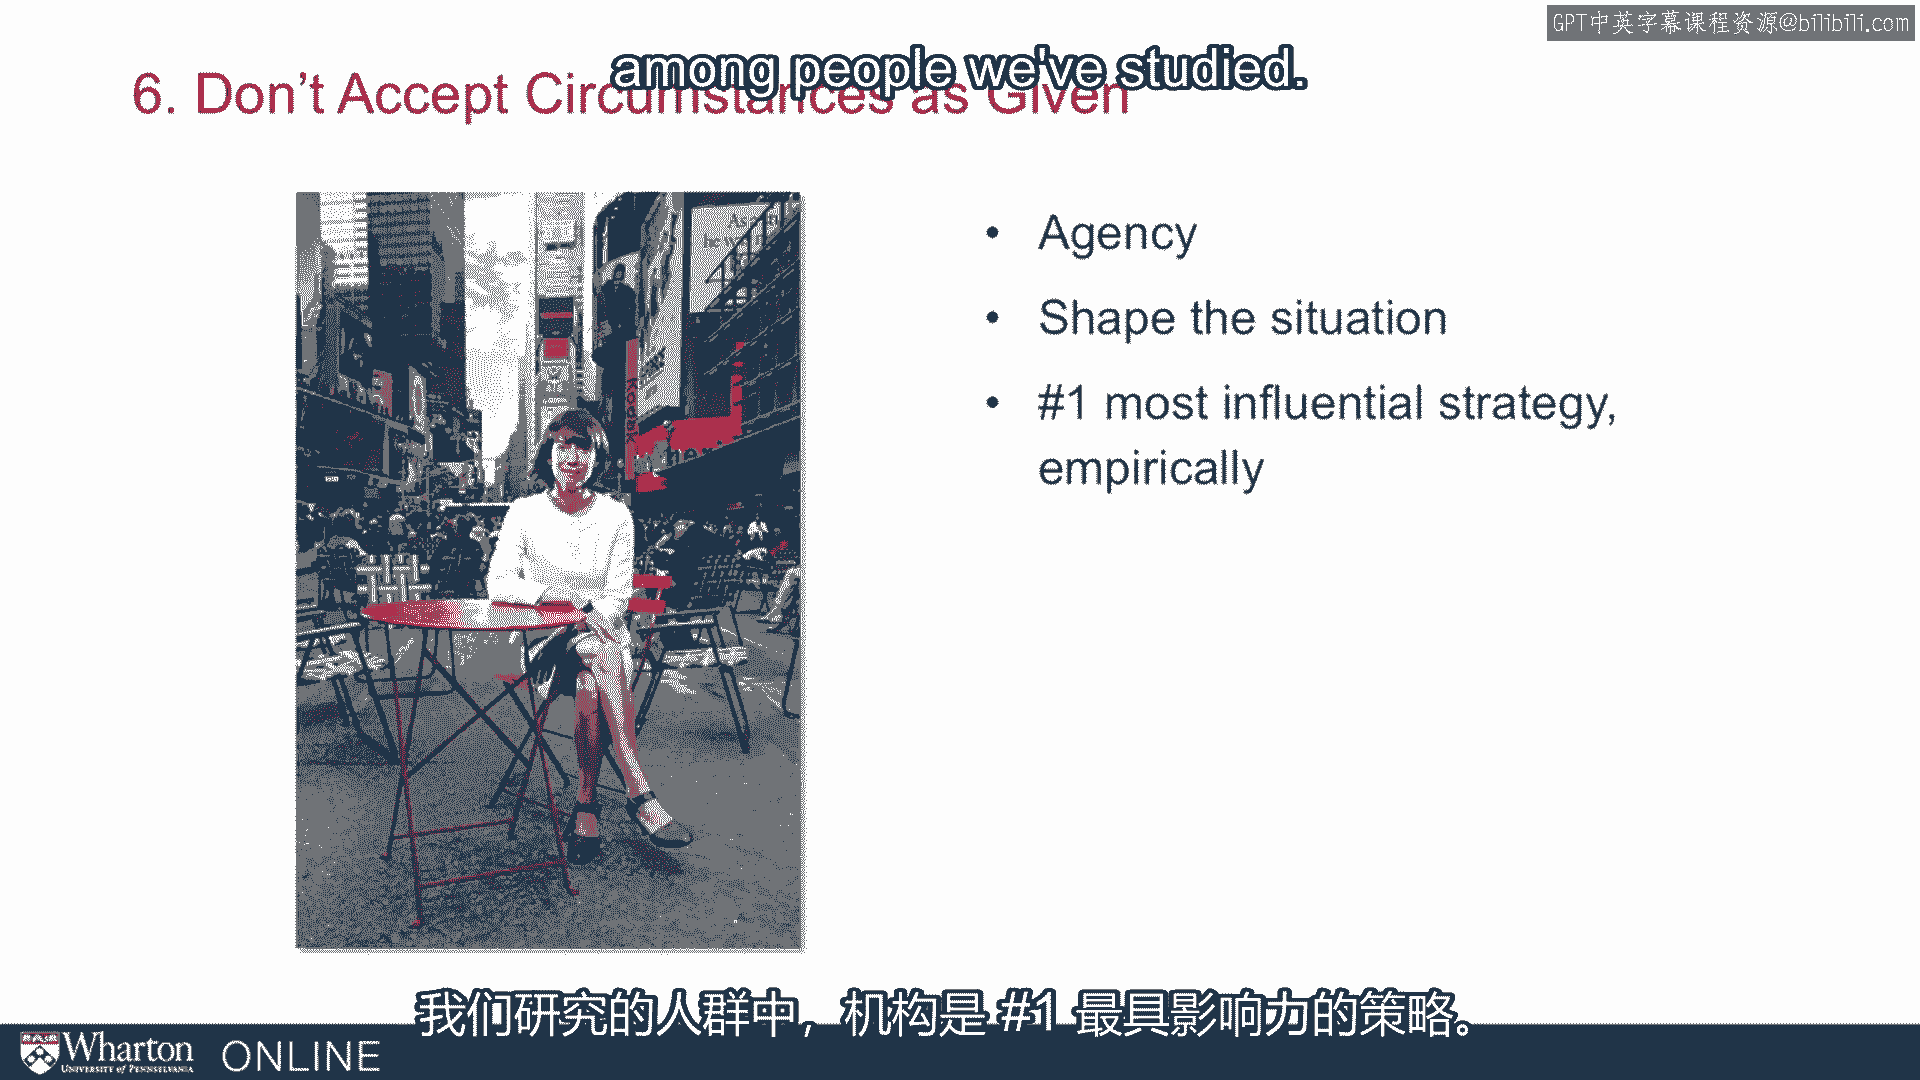 GPT中英字幕课程资源@bilibili.com
among people we've studied.
6. Don't Accept Circumstances as Given
• Agency
• Shape the situation
• #1 most influential strategy,
empirically
Kodak
我们研究的人群中，机构是 #1 最具影响力的策略。
Wharton
UNIVERSITY of PENNSYLVANIA
ONLINE